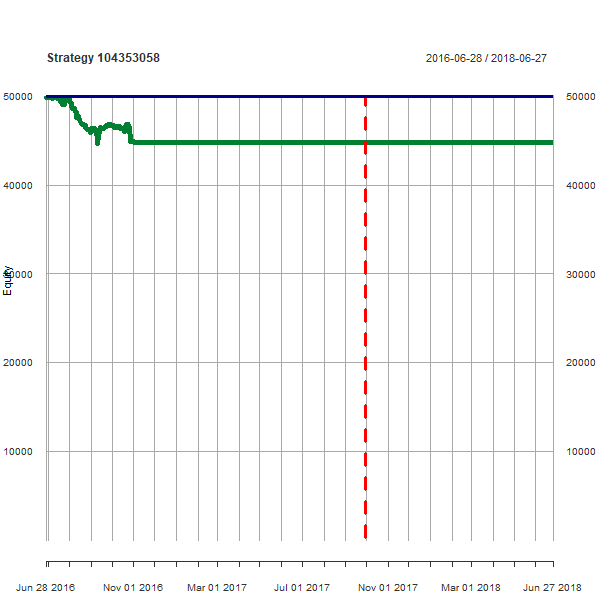 Strategy 104353058
2016-06-28 / 2018-06-27
50000 50000
40000 40000
Equity
30000 30000
20000 20000
10000 10000
Jun 28 2016 Nov 01 2016 Mar 01 2017 Jul 01 2017 Nov 01 2017 Mar 01 2018 Jun 27 2018